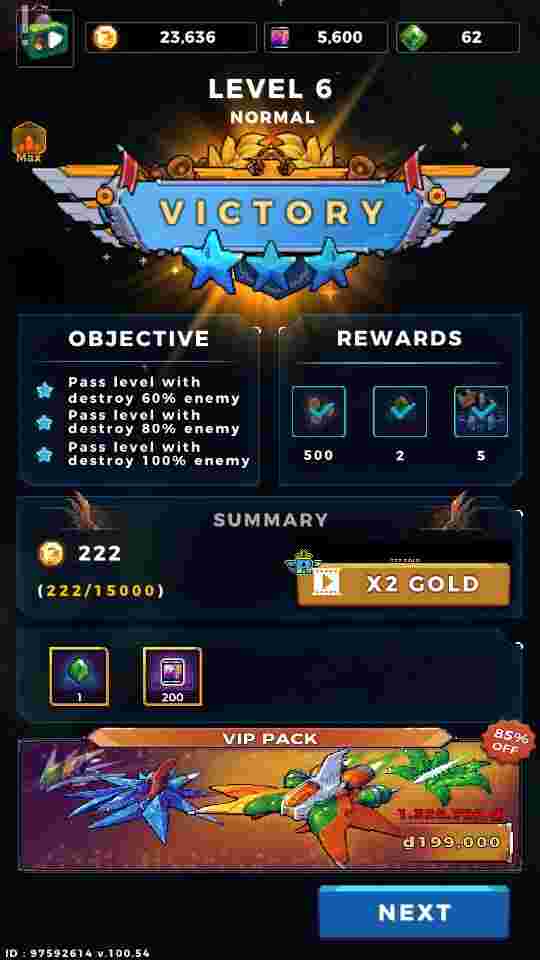 23,636
5,600
62
LEVEL 6
NORMAL
Max
VICTORY
OBJECTIVE
Pass level with
destroy 60% enemy
Pass level with
destroy 80% enemy
Pass level with
destroy 100% enemy
REWARDS
500
2
5
SUMMARY
222
(222/15000)
X2 GOLD
1
200
VIP PACK
85%
OFF
₫199,000
NEXT
ID : 97592614 v.100.54